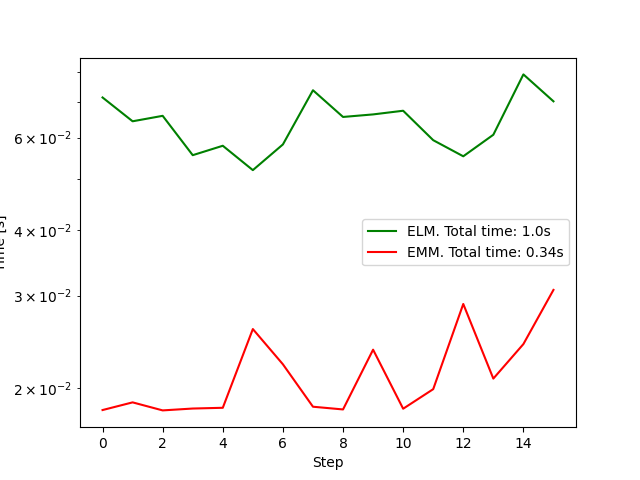 6 × 10⁻²
4 × 10⁻²
3 × 10⁻²
2 × 10⁻²
Time [s]
ELM. Total time: 1.0s
EMM. Total time: 0.34s
0 2 4 6 8 10 12 14
Step